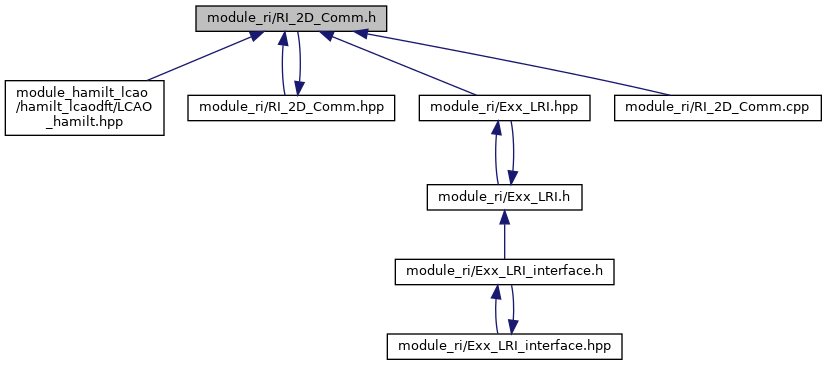 module_ri/RI_2D_Comm.h
module_hamilt_lcao
/hamilt_lcaodft/LCAO
_hamilt.hpp
module_ri/RI_2D_Comm.hpp
module_ri/Exx_LRI.hpp
module_ri/RI_2D_Comm.cpp
module_ri/Exx_LRI.h
module_ri/Exx_LRI_interface.h
module_ri/Exx_LRI_interface.hpp